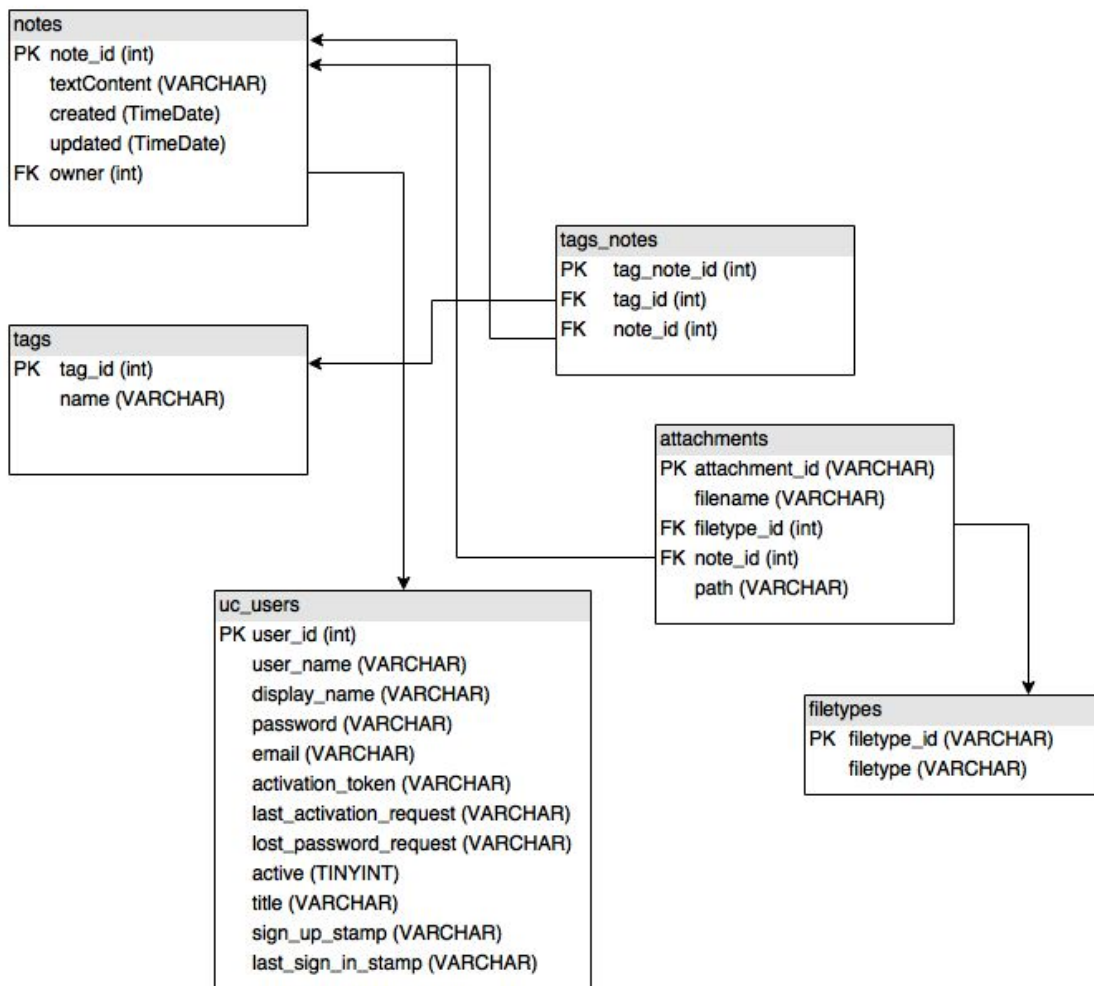 notes
PK note_id (int)
textContent (VARCHAR)
created (TimeDate)
updated (TimeDate)
FK owner (int)
tags_notes
PK tag_note_id (int)
FK tag_id (int)
FK note_id (int)
tags
PK tag_id (int)
name (VARCHAR)
attachments
PK attachment_id (VARCHAR)
filename (VARCHAR)
FK filetype_id (int)
FK note_id (int)
path (VARCHAR)
uc_users
PK user_id (int)
user_name (VARCHAR)
display_name (VARCHAR)
password (VARCHAR)
email (VARCHAR)
activation_token (VARCHAR)
last_activation_request (VARCHAR)
lost_password_request (VARCHAR)
active (TINYINT)
title (VARCHAR)
sign_up_stamp (VARCHAR)
last_sign_in_stamp (VARCHAR)
filetypes
PK filetype_id (VARCHAR)
filetype (VARCHAR)